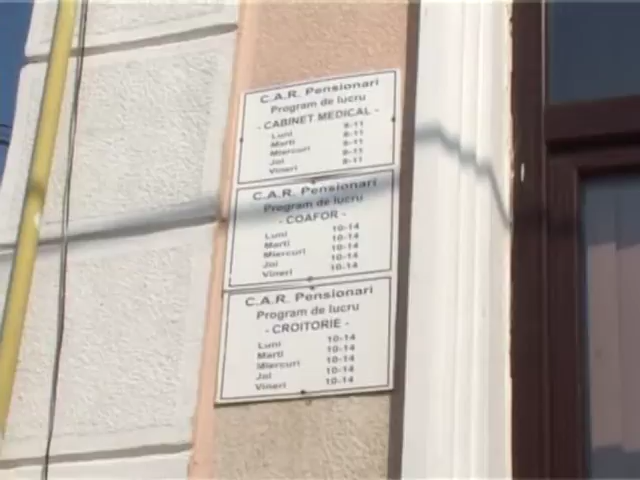 C.A.R. Pensionari
Program de lucru
- CABINET MEDICAL -
Luni 8-11
Marti 8-11
Miercuri 8-11
Joi 8-11
Vineri 8-11
C.A.R. Pensionari
Program de lucru
- COAFOR -
Luni 10-14
Marti 10-14
Miercuri 10-14
Joi 10-14
Vineri 10-14
C.A.R. Pensionari
Program de lucru
- CROITORIE -
Luni 10-14
Marti 10-14
Miercuri 10-14
Joi 10-14
Vineri 10-14